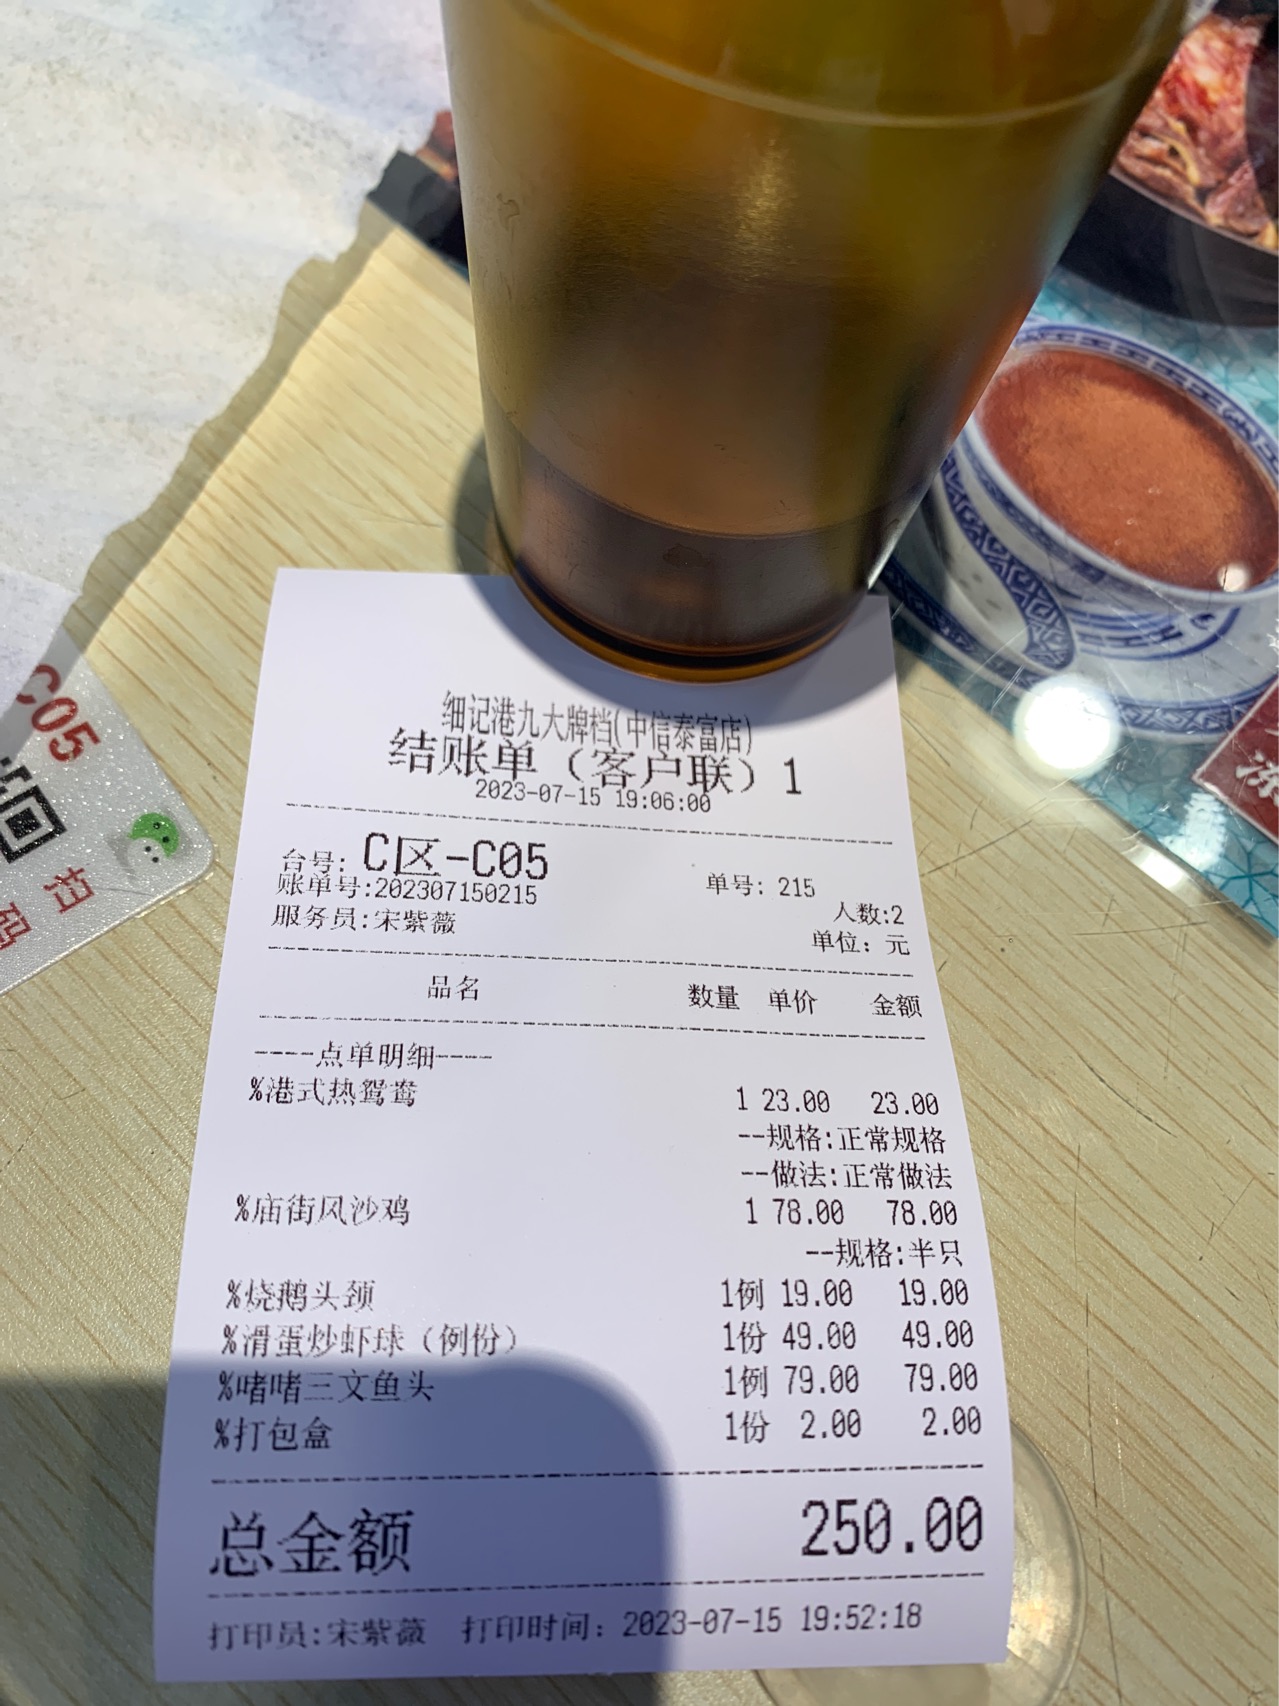 细记港九大牌档(中信泰富店)
结账单（客户联）1
2023-07-15 19:06:00
台号: C区-C05
单号: 215
账单号:202307150215
人数:2
服务员:宋紫薇
单位: 元
品名 数量 单价 金额
----点单明细----
%港式热鸳鸯 1 23.00 23.00
--规格:正常规格
--做法:正常做法
%庙街风沙鸡 1 78.00 78.00
--规格:半只
%烧鹅头颈 1例 19.00 19.00
%滑蛋炒虾球（例份） 1份 49.00 49.00
%啫啫三文鱼头 1例 79.00 79.00
%打包盒 1份 2.00 2.00
总金额 250.00
打印员:宋紫薇 打印时间: 2023-07-15 19:52:18
C05
扫码
冻